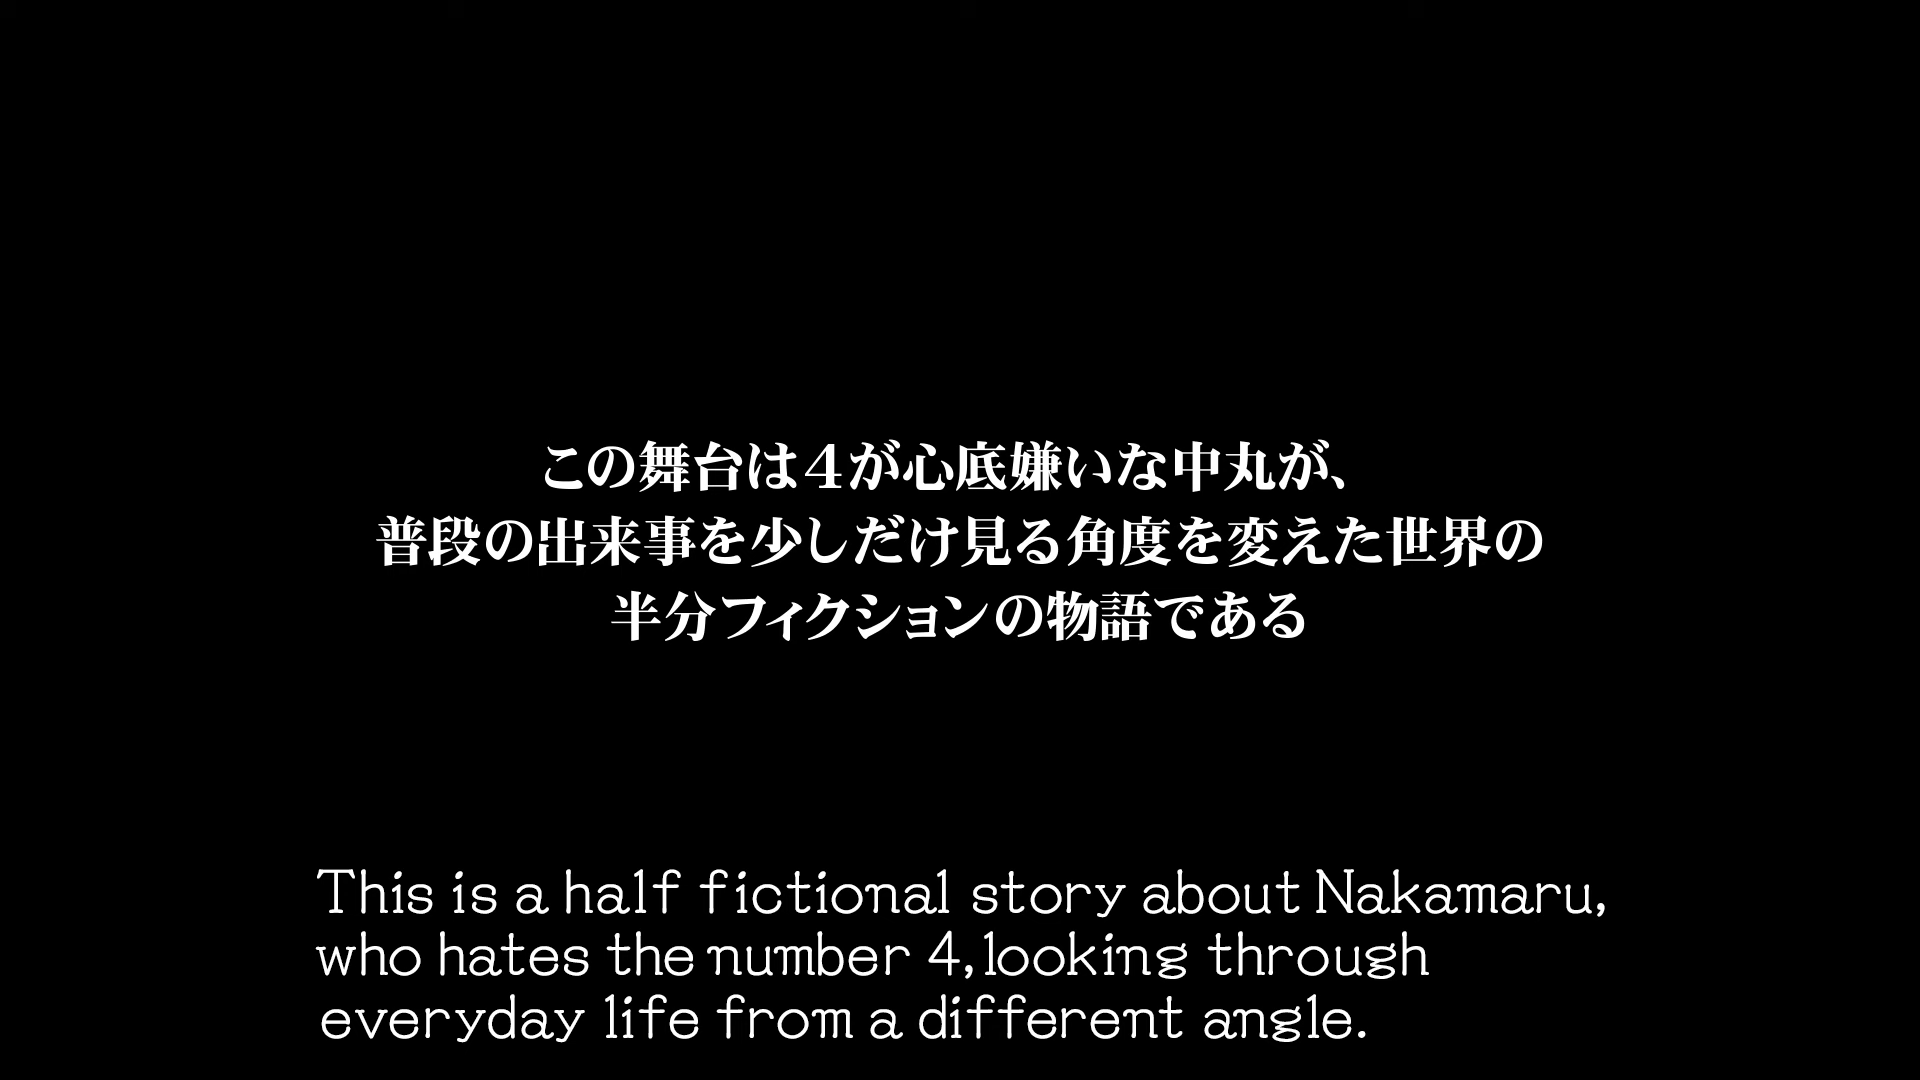 この舞台は４が心底嫌いな中丸が、
普段の出来事を少しだけ見る角度を変えた世界の
半分フィクションの物語である
This is a half fictional story about Nakamaru,
who hates the number 4,looking through
everyday life from a different angle.